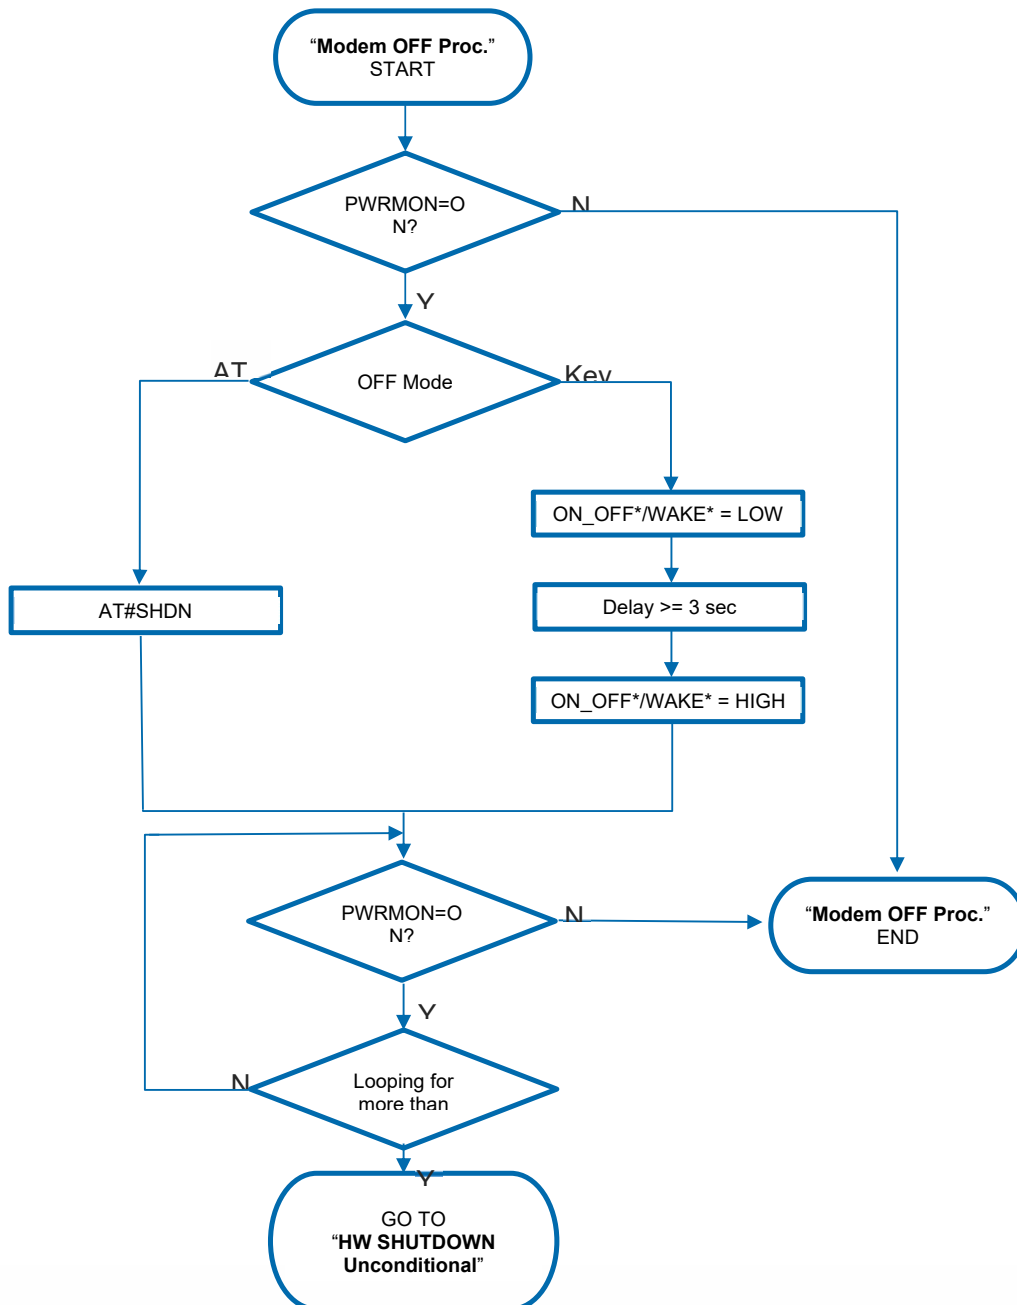 “Modem OFF Proc.”
START
PWRMON=O
N?
N
Y
OFF Mode
AT
Key
ON_OFF*/WAKE* = LOW
Delay >= 3 sec
ON_OFF*/WAKE* = HIGH
AT#SHDN
PWRMON=O
N?
N
“Modem OFF Proc.”
END
Y
Looping for
more than
N
Y
GO TO
“HW SHUTDOWN
Unconditional”